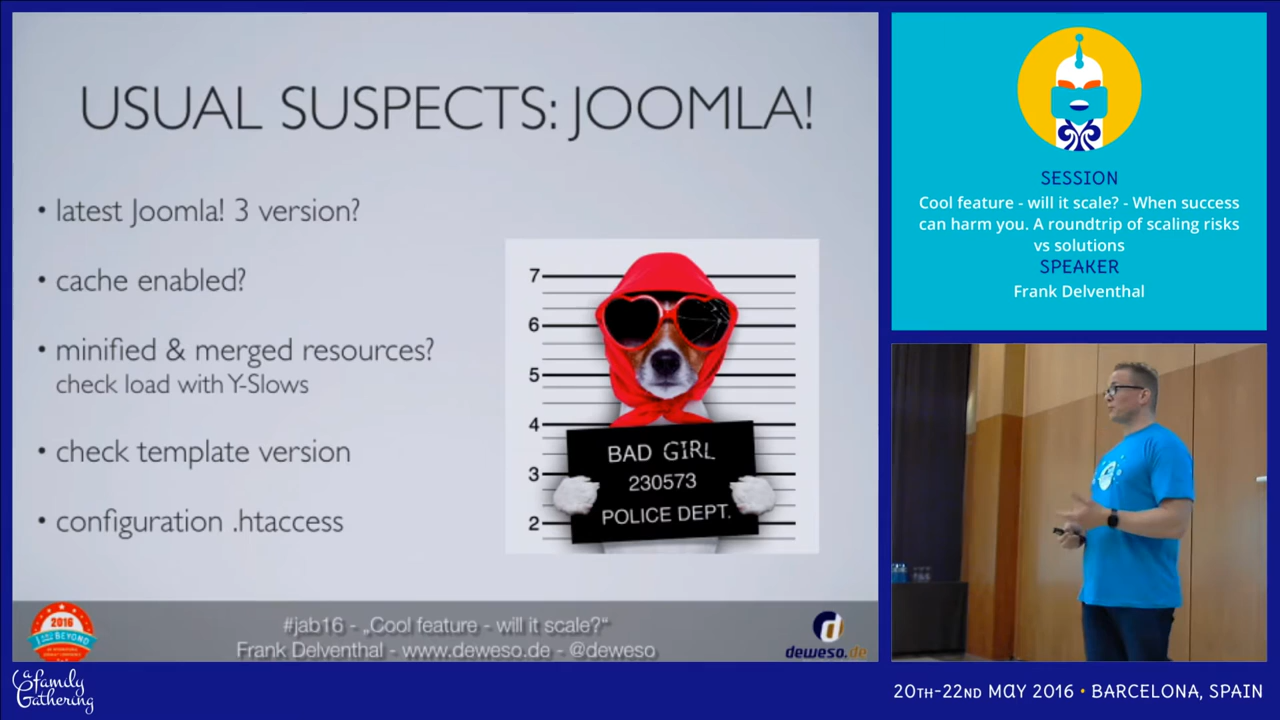 USUAL SUSPECTS: JOOMLA!
• latest Joomla! 3 version?
• cache enabled?
• minified & merged resources?
check load with Y-Slows
• check template version
• configuration .htaccess
7
6
5
4
3
2
BAD GIRL
230573
POLICE DEPT.
2016
BEYOND
#jab16 - „Cool feature - will it scale?“
Frank Delventhal - www.deweso.de - @deweso
d
deweso.de
SESSION
Cool feature - will it scale? - When success
can harm you. A roundtrip of scaling risks
vs solutions
SPEAKER
Frank Delventhal
a family
Gathering
20TH-22ND MAY 2016 • BARCELONA, SPAIN